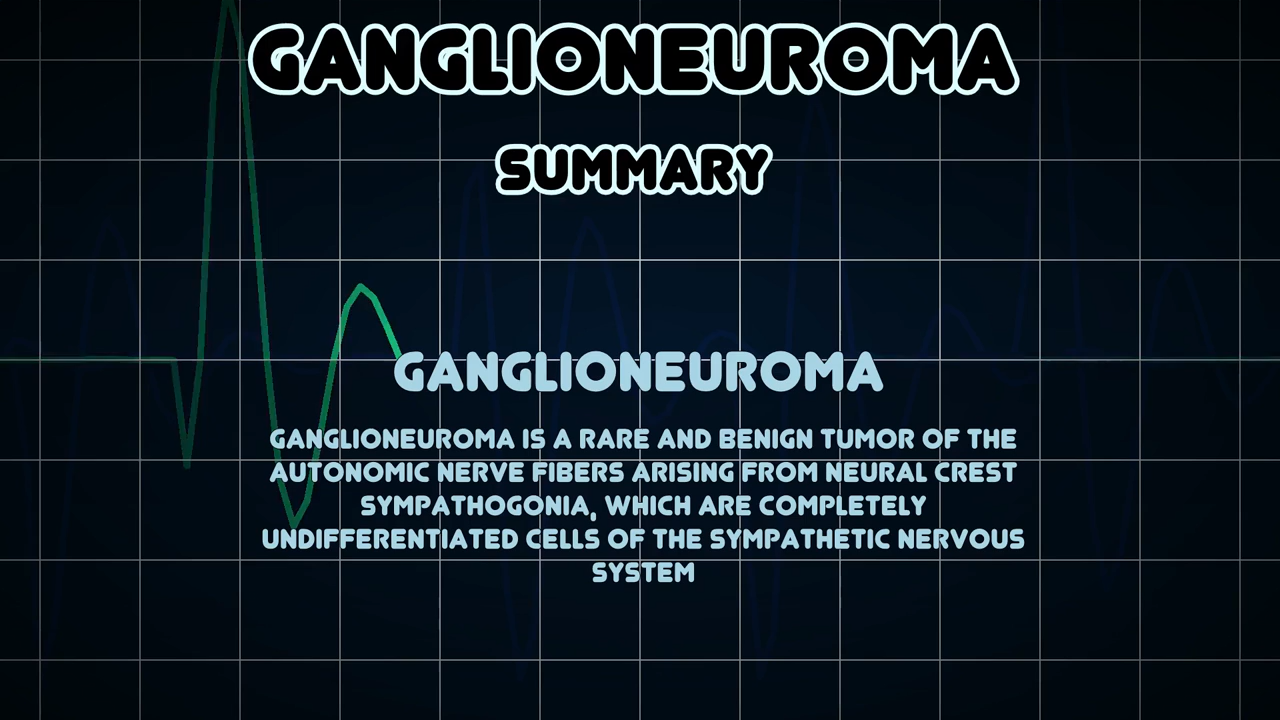 GANGLIONEUROMA
SUMMARY
GANGLIONEUROMA
GANGLIONEUROMA IS A RARE AND BENIGN TUMOR OF THE
AUTONOMIC NERVE FIBERS ARISING FROM NEURAL CREST
SYMPATHOGONIA, WHICH ARE COMPLETELY
UNDIFFERENTIATED CELLS OF THE SYMPATHETIC NERVOUS
SYSTEM